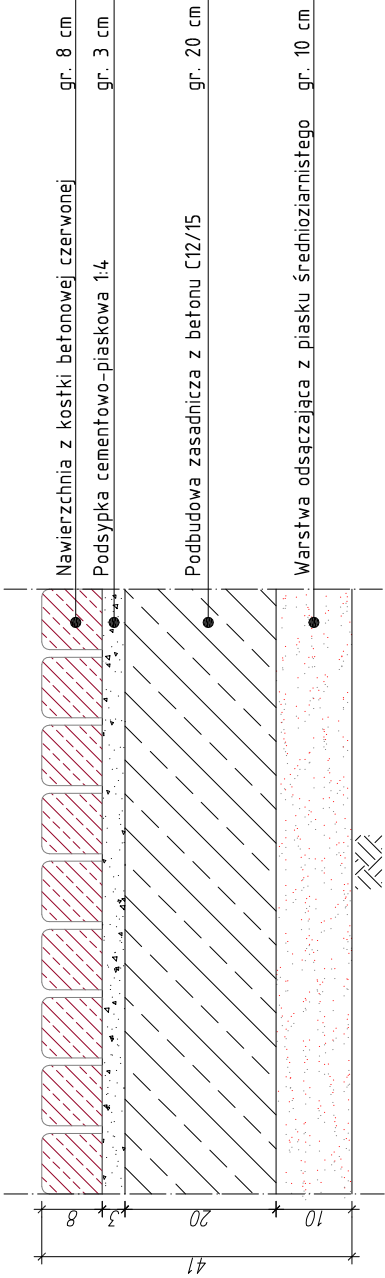 Nawierzchnia z kostki betonowej czerwonej gr. 8 cm
Podsypka cementowo-piaskowa 1:4 gr. 3 cm
Podbudowa zasadnicza z betonu C12/15 gr. 20 cm
Warstwa odsączająca z piasku średnioziarnistego gr. 10 cm
8
3
20
10
41